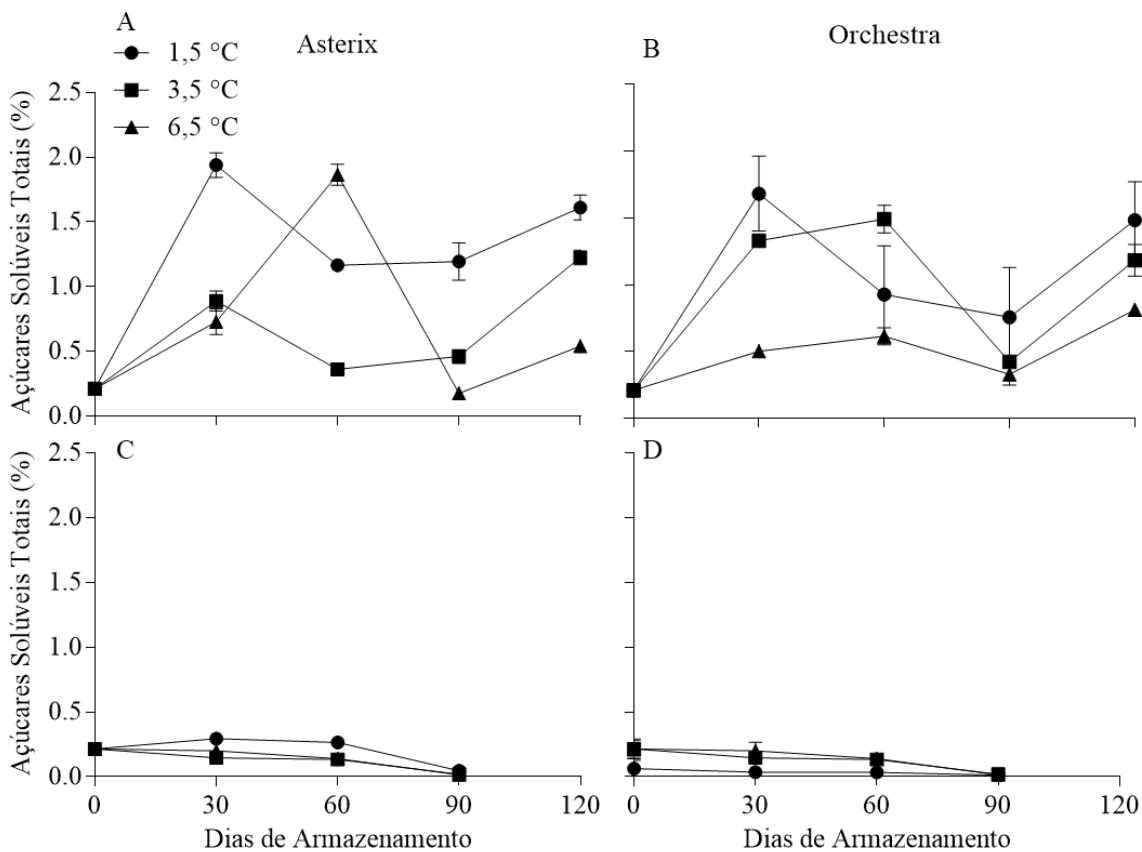 A
Asterix
B
Orchestra
1,5 °C
3,5 °C
6,5 °C
Açúcares Solúveis Totais (%)
2.5
2.0
1.5
1.0
0.5
0.0
C
D
Açúcares Solúveis Totais (%)
2.5
2.0
1.5
1.0
0.5
0.0
0 30 60 90 120
0 30 60 90 120
Dias de Armazenamento
Dias de Armazenamento